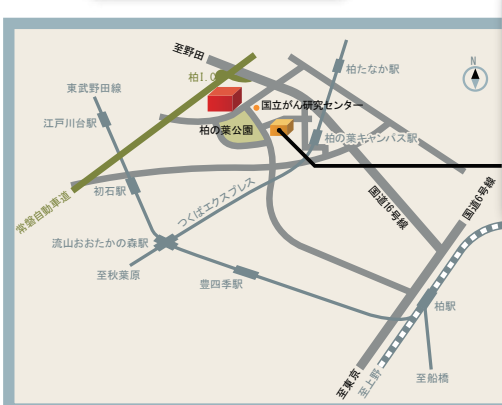 至野田
柏I.C
柏たなか駅
N
東武野田線
国立がん研究センター
江戸川台駅
柏の葉公園
柏の葉キャンパス駅
初石駅
つくばエクスプレス
国道16号線
国道6号線
常磐自動車道
流山おおたかの森駅
至秋葉原
豊四季駅
柏駅
至東京
至上野
至船橋